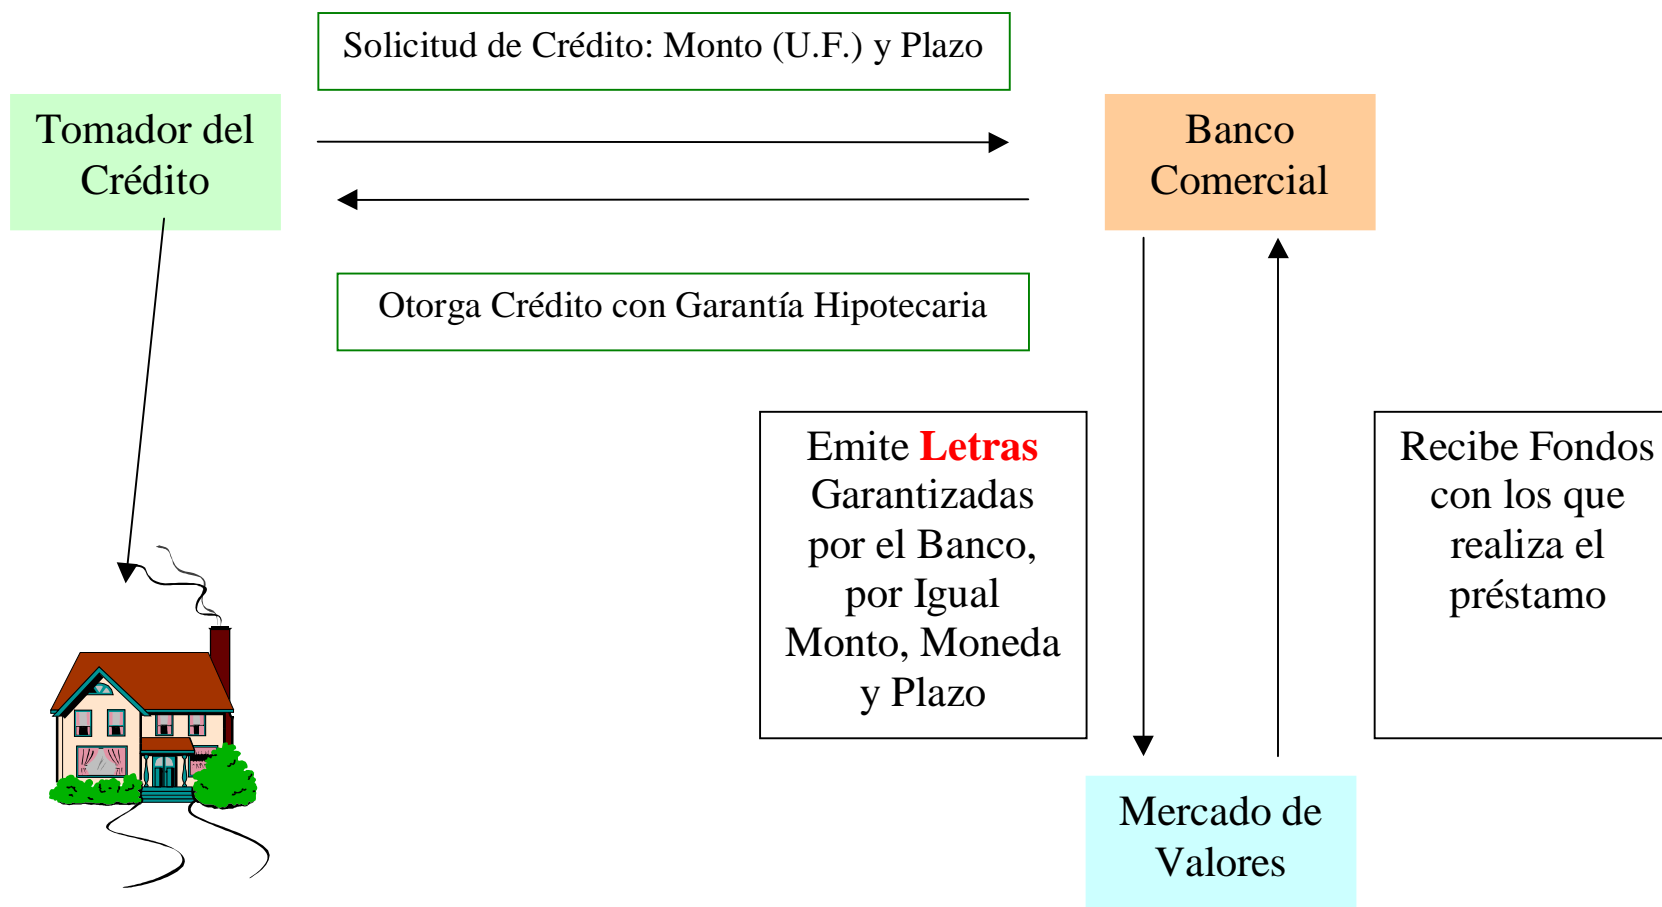 Solicitud de Crédito: Monto (U.F.) y Plazo
Tomador del
Crédito
Banco
Comercial
Otorga Crédito con Garantía Hipotecaria
Emite Letras
Garantizadas
por el Banco,
por Igual
Monto, Moneda
y Plazo
Recibe Fondos
con los que
realiza el
préstamo
Mercado de
Valores